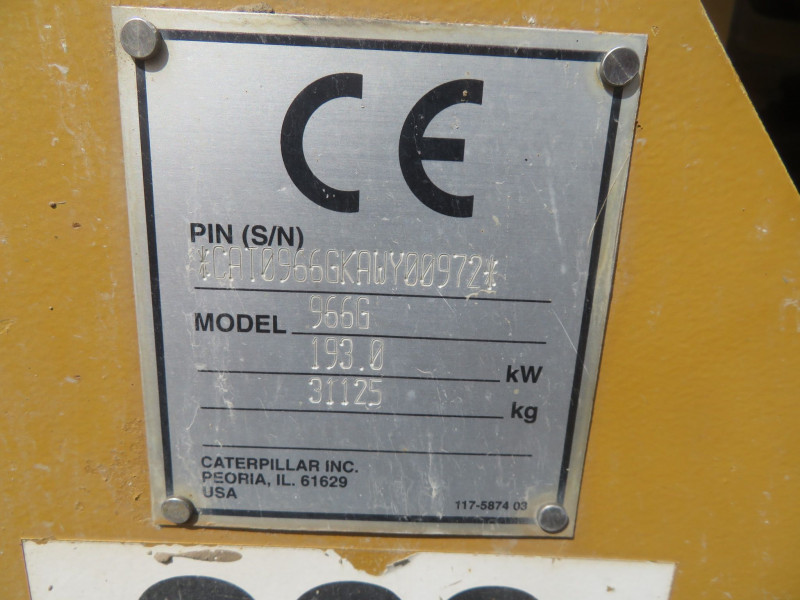 CE
PIN (S/N)
*CAT0966GKAWY00972*
MODEL 966G
193.0 kW
31125 kg
CATERPILLAR INC.
PEORIA, IL. 61629
USA
117-5874 03